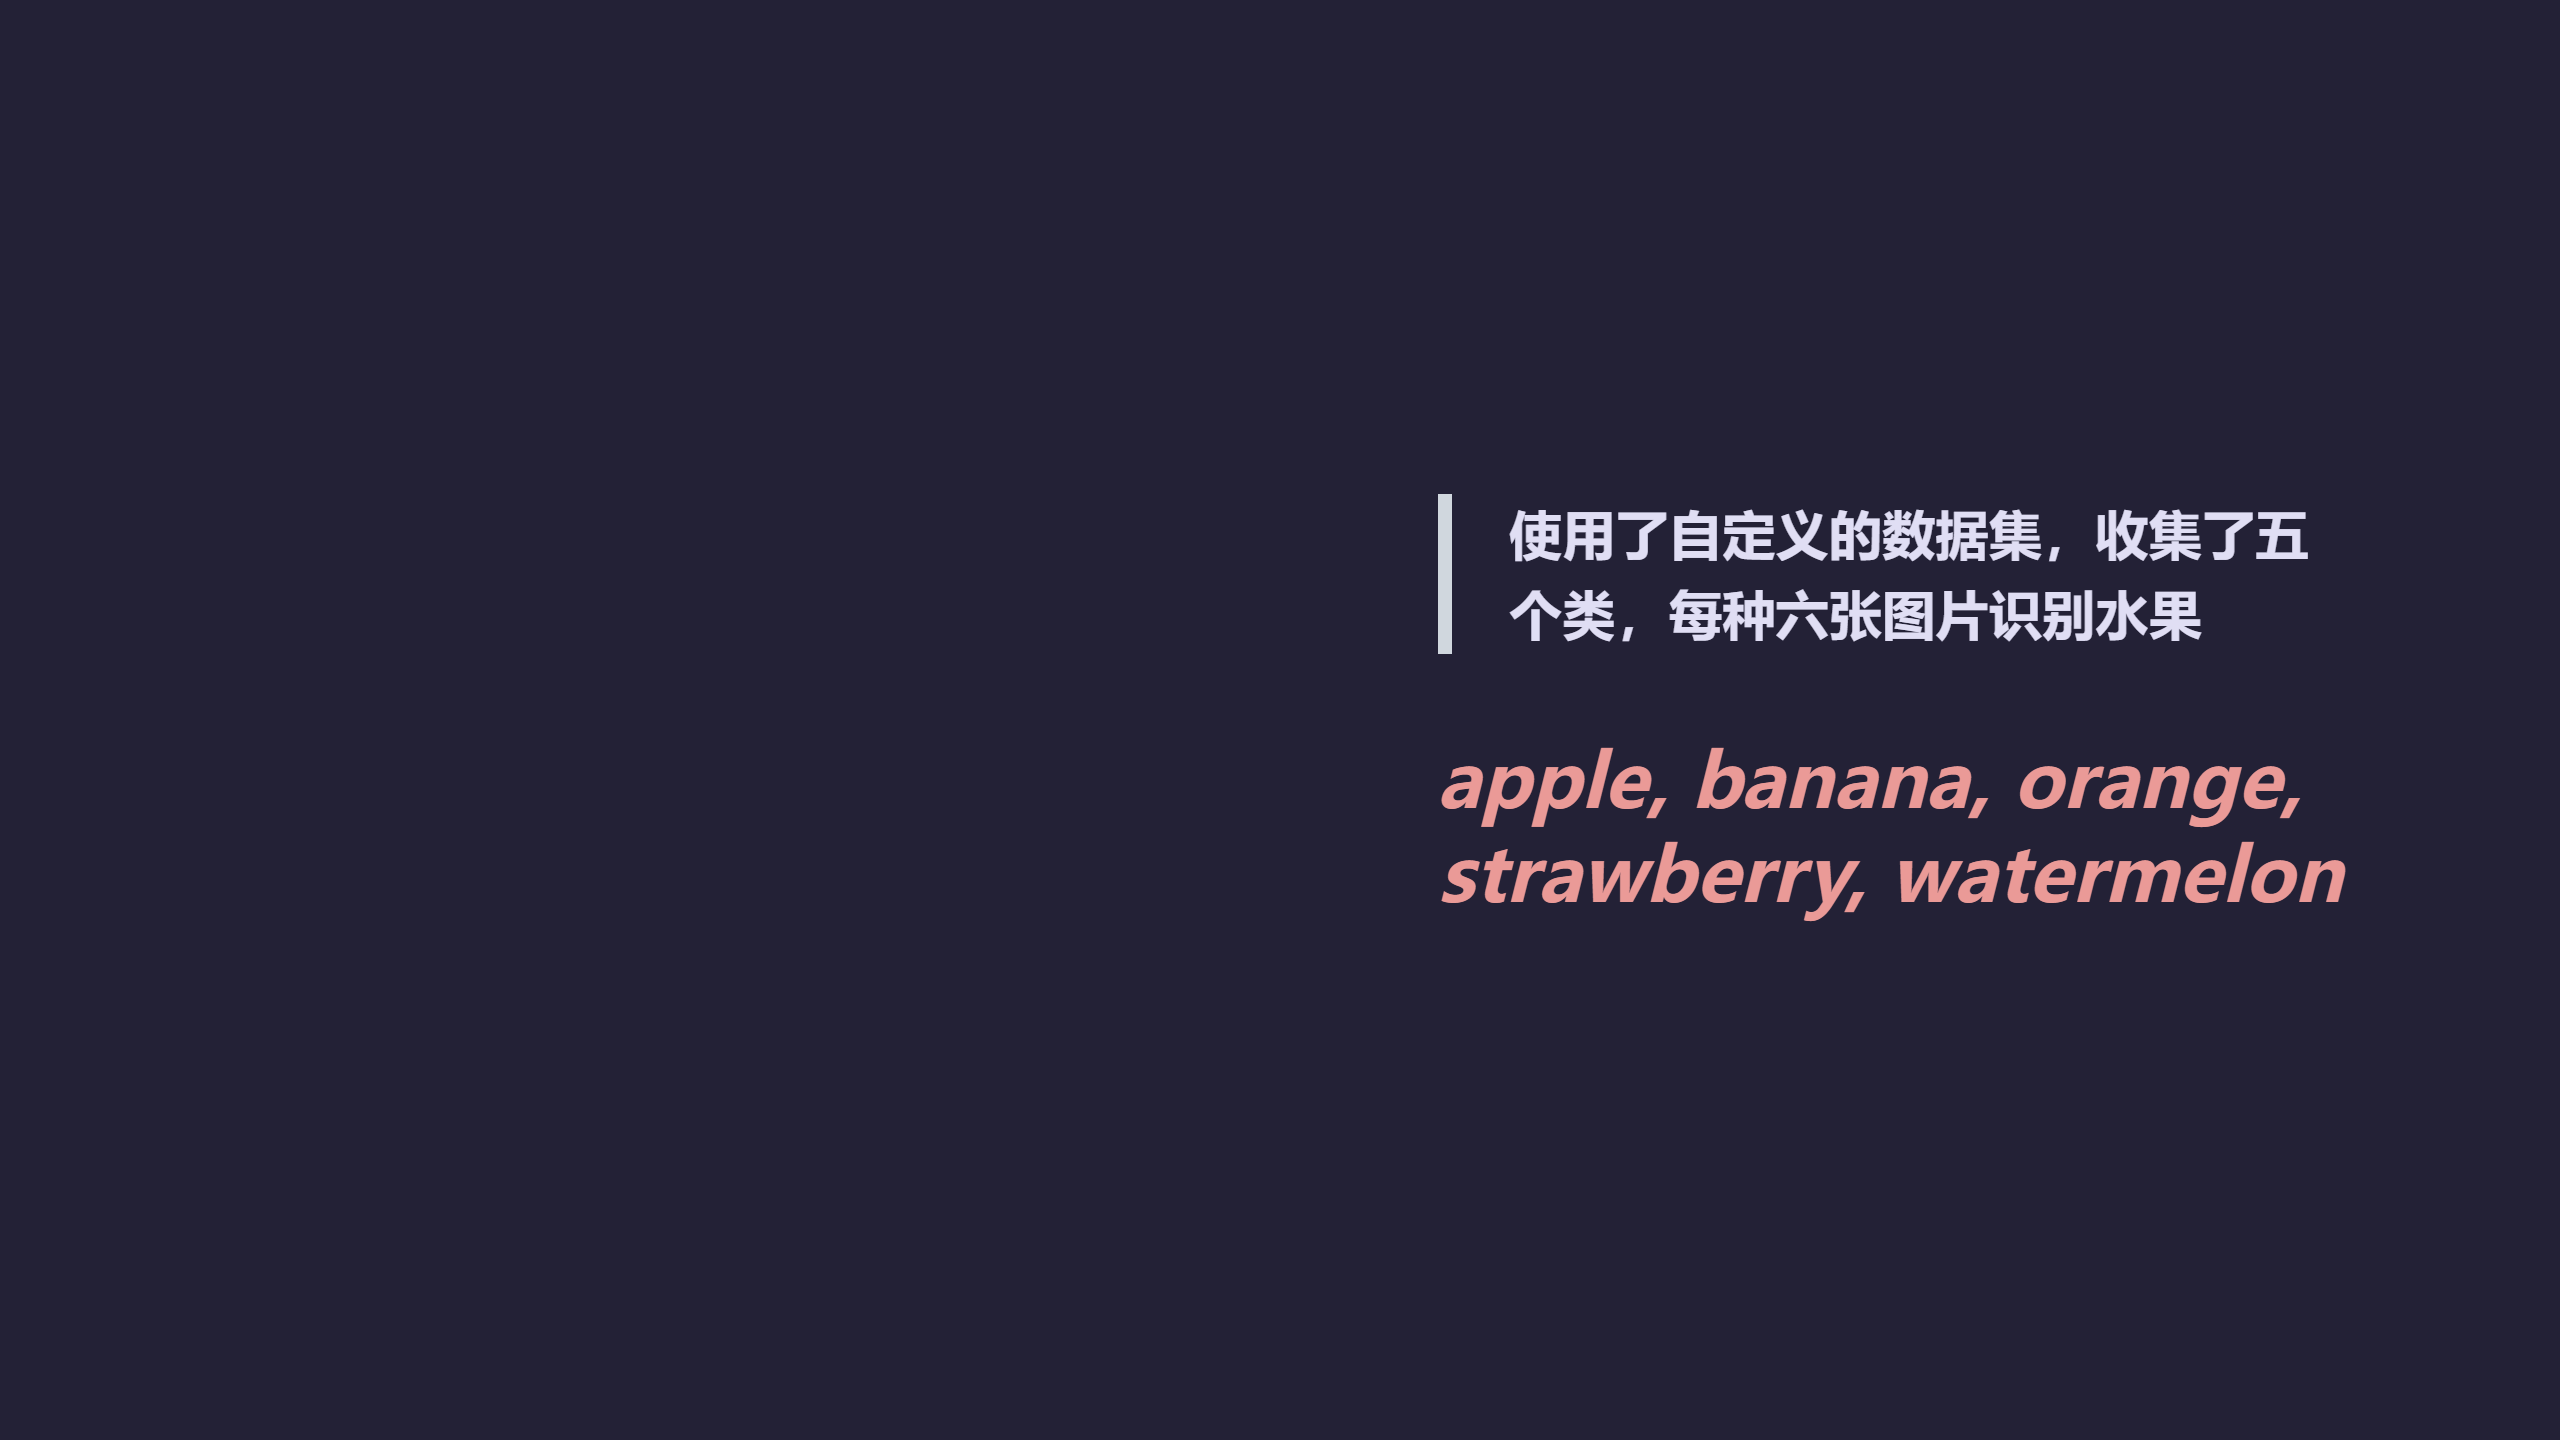 使用了自定义的数据集，收集了五
个类，每种六张图片识别水果
apple, banana, orange,
strawberry, watermelon